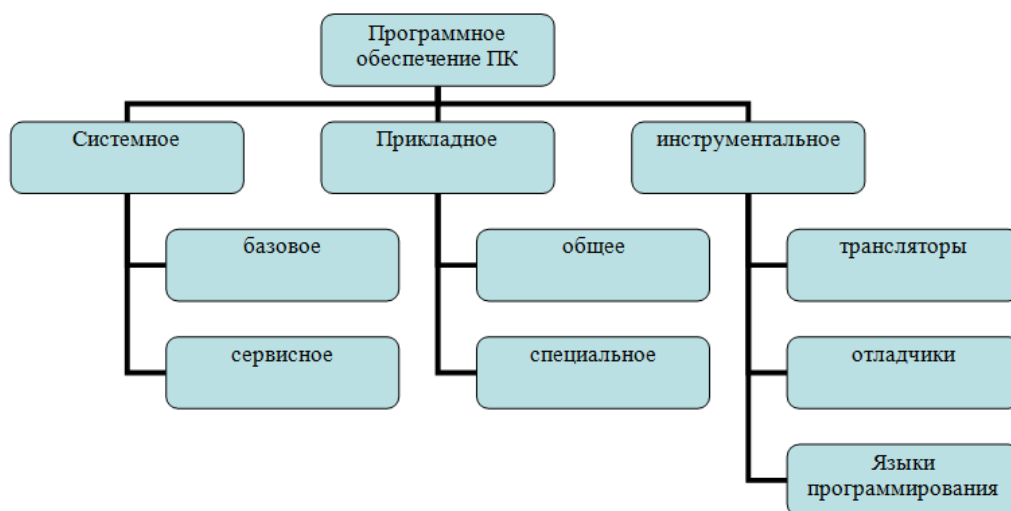 Программное
обеспечение ПК
Системное
Прикладное
инструментальное
базовое
общее
трансляторы
сервисное
специальное
отладчики
Языки
программирования